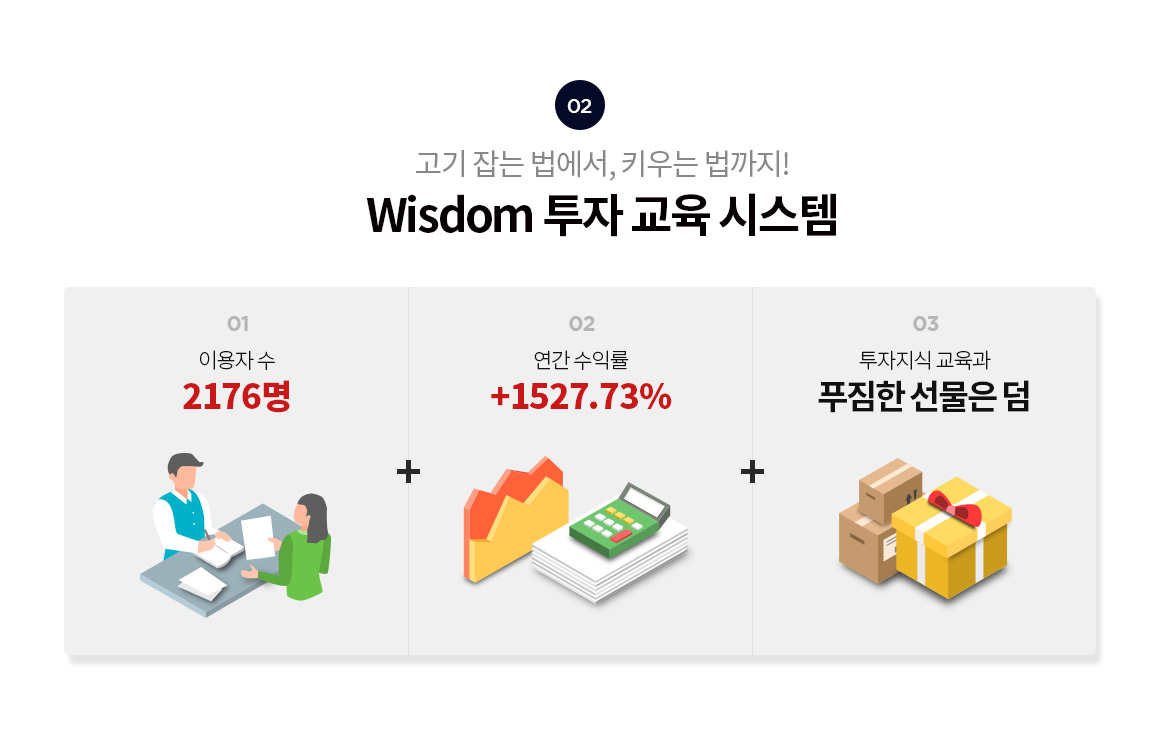 02
고기 잡는 법에서, 키우는 법까지!
Wisdom 투자 교육 시스템
01
이용자 수
2176명
+
02
연간 수익률
+1527.73%
+
03
투자지식 교육과
푸짐한 선물은 덤